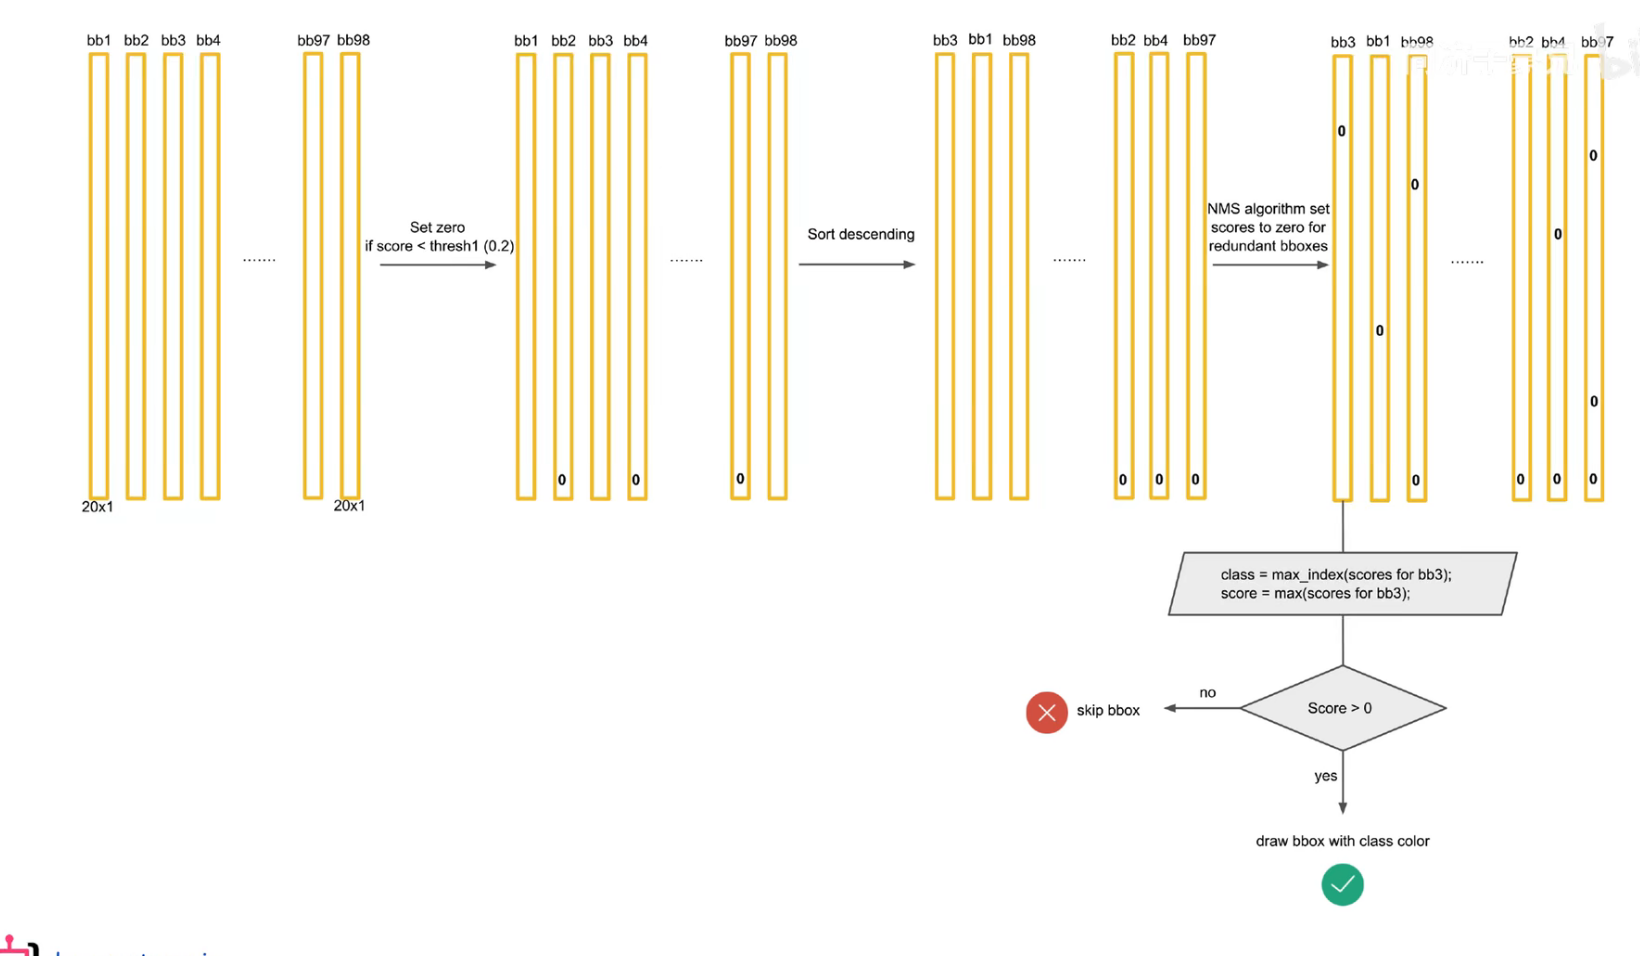 bb1 bb2 bb3 bb4 bb97 bb98
bb1 bb2 bb3 bb4 bb97 bb98
bb3 bb1 bb98 bb2 bb4 bb97
bb3 bb1 bb98 bb2 bb4 bb97
0
0
0
Set zero
if score < thresh1 (0.2)
Sort descending
NMS algorithm set
scores to zero for
redundant bboxes
0
.......
.......
.......
.......
0
0
0 0 0
0 0 0
0 0 0 0
20x1 20x1
class = max_index(scores for bb3);
score = max(scores for bb3);
Score > 0
no
skip bbox
yes
draw bbox with class color